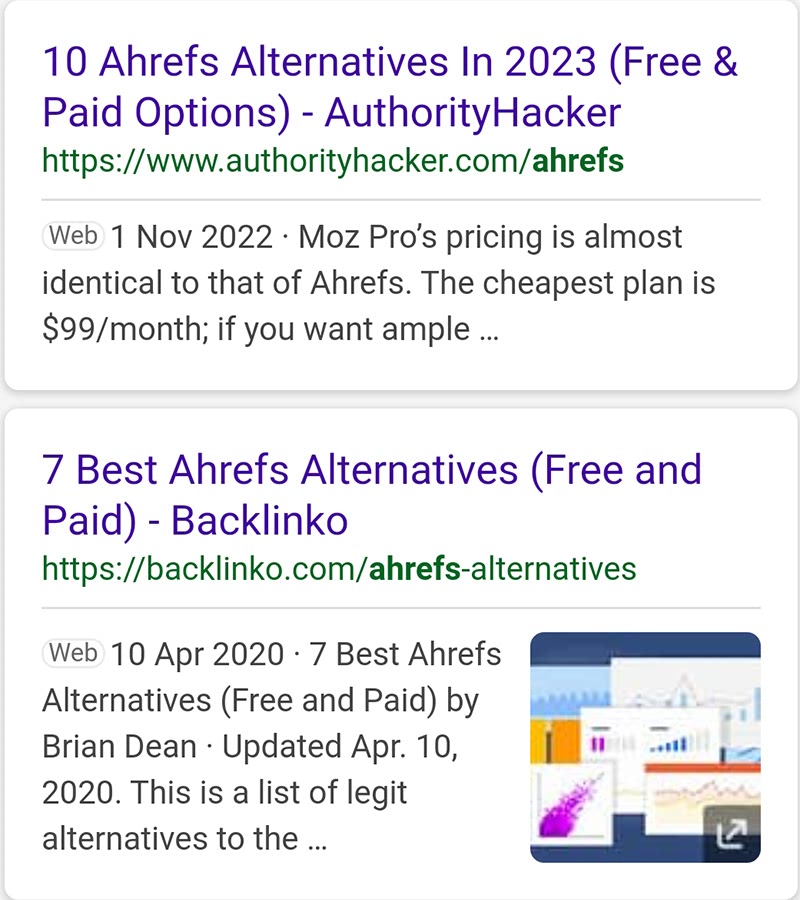 10 Ahrefs Alternatives In 2023 (Free &
Paid Options) - AuthorityHacker
https://www.authorityhacker.com/ahrefs
Web 1 Nov 2022 · Moz Pro’s pricing is almost
identical to that of Ahrefs. The cheapest plan is
$99/month; if you want ample ...
7 Best Ahrefs Alternatives (Free and
Paid) - Backlinko
https://backlinko.com/ahrefs-alternatives
Web 10 Apr 2020 · 7 Best Ahrefs
Alternatives (Free and Paid) by
Brian Dean · Updated Apr. 10,
2020. This is a list of legit
alternatives to the ...